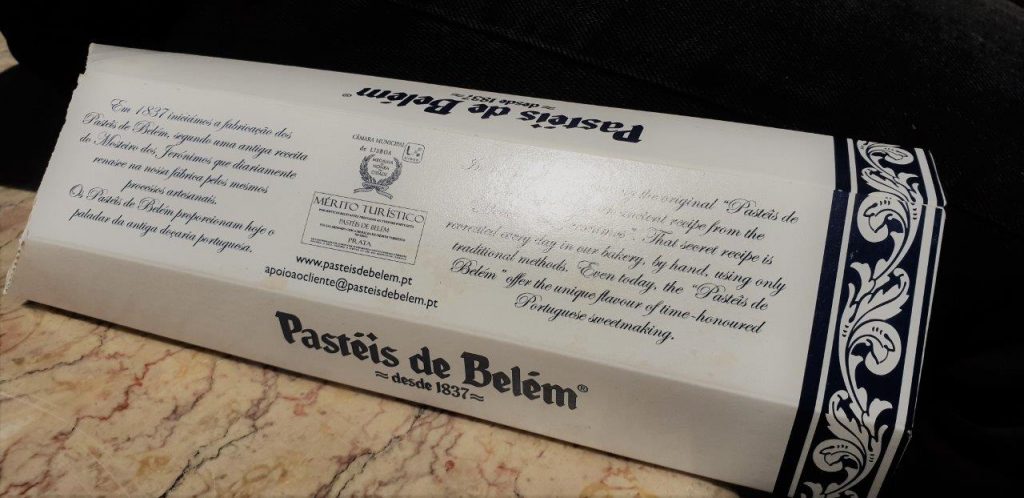 Pastéis de Belém®
≈ desde 1837 ≈
Em 1837 iniciámos a fabricação dos
Pastéis de Belém, segundo uma antiga receita
do Mosteiro dos Jerónimos que diariamente
renasce na nossa fábrica pelos mesmos
processos artesanais.
Os Pastéis de Belém proporcionam hoje o
paladar da antiga doçaria portuguesa.
CÂMARA MUNICIPAL
de LISBOA
MÉRITO TURÍSTICO
PASTÉIS DE BELÉM
PRATA
www.pasteisdebelem.pt
apoioaocliente@pasteisdebelem.pt
the original "Pastéis de
ancient recipe from the
". That secret recipe is
recreated every day in our bakery, by hand, using only
traditional methods. Even today, the "Pastéis de
Belém" offer the unique flavour of time-honoured
Portuguese sweetmaking.
Pastéis de Belém®
≈ desde 1837 ≈